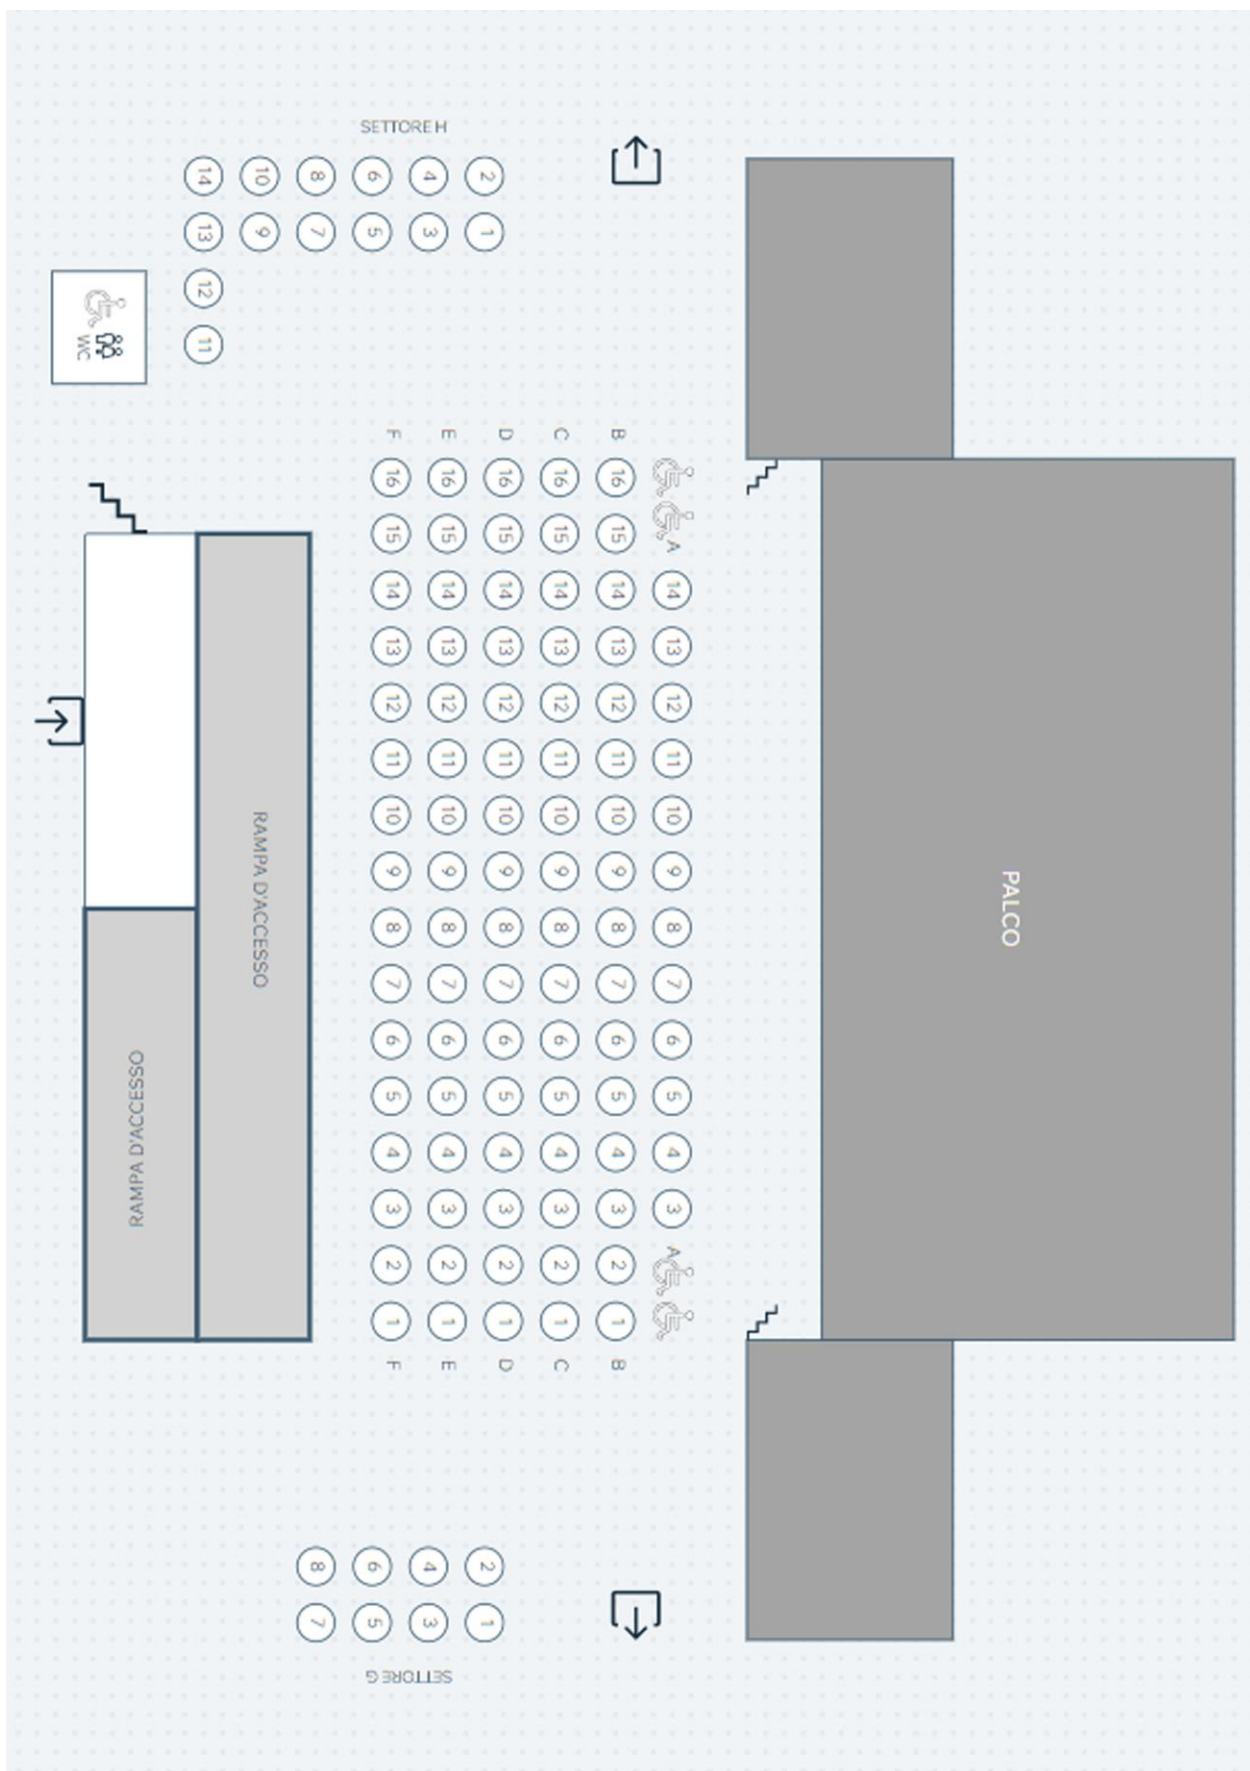 SETTORE H
14 10 8 6 4 2
13 9 7 5 3 1
12
11
WC
F E D C B
16 16 16 16 16
15 15 15 15 15 A
14 14 14 14 14 14
13 13 13 13 13 13
12 12 12 12 12 12
11 11 11 11 11 11
10 10 10 10 10 10
9 9 9 9 9 9
8 8 8 8 8 8
7 7 7 7 7 7
6 6 6 6 6 6
5 5 5 5 5 5
4 4 4 4 4 4
3 3 3 3 3 3
2 2 2 2 2 A
1 1 1 1 1
F E D C B
RAMPA D'ACCESSO
RAMPA D'ACCESSO
PALCO
8 6 4 2
7 5 3 1
SETTORE G